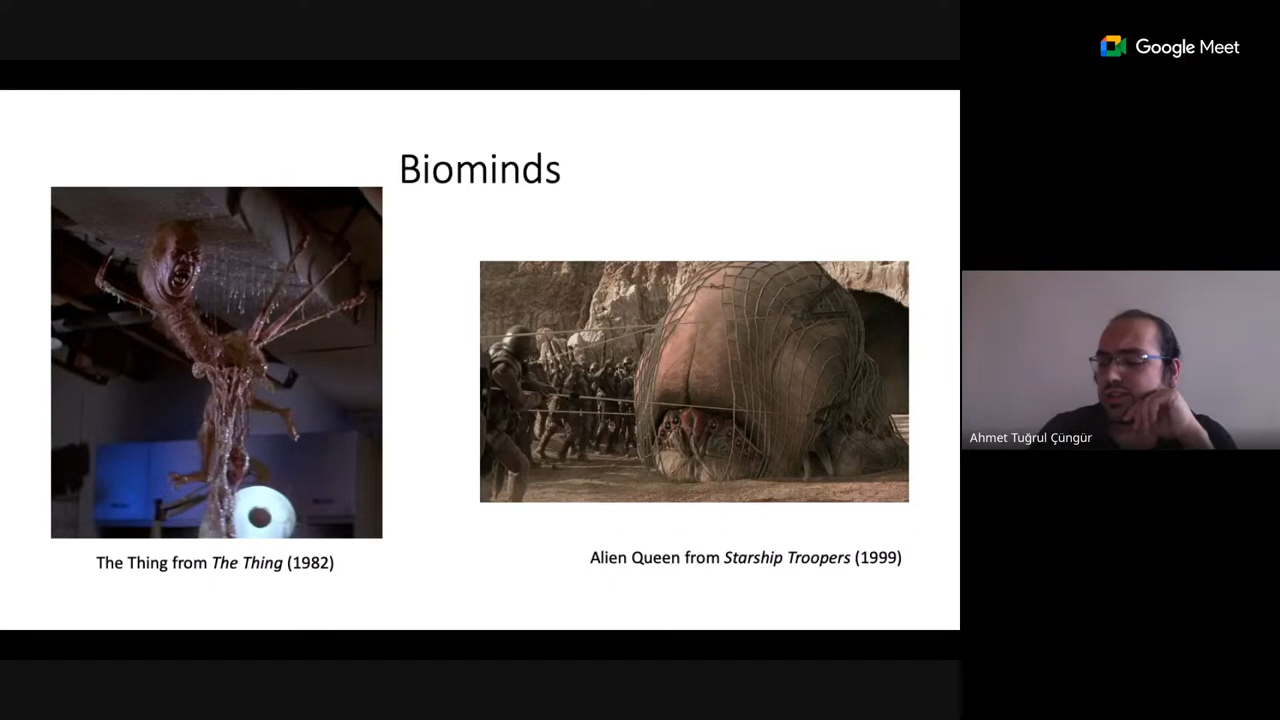 Google Meet
Biominds
The Thing from The Thing (1982)
Alien Queen from Starship Troopers (1999)
Ahmet Tuğrul Çüngür